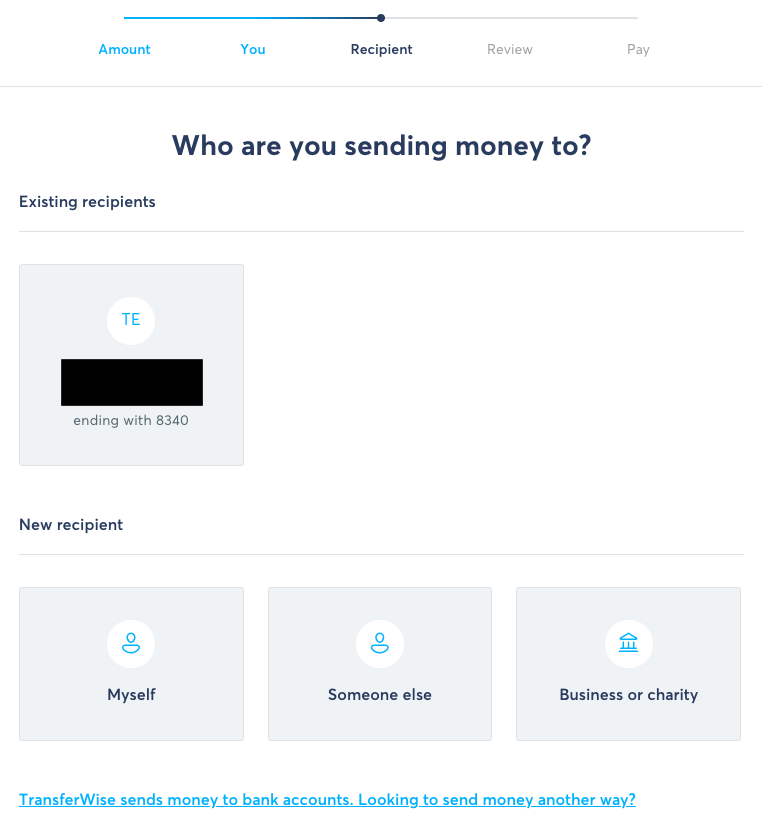 Amount You Recipient Review Pay
Who are you sending money to?
Existing recipients
TE
ending with 8340
New recipient
Myself Someone else Business or charity
TransferWise sends money to bank accounts. Looking to send money another way?